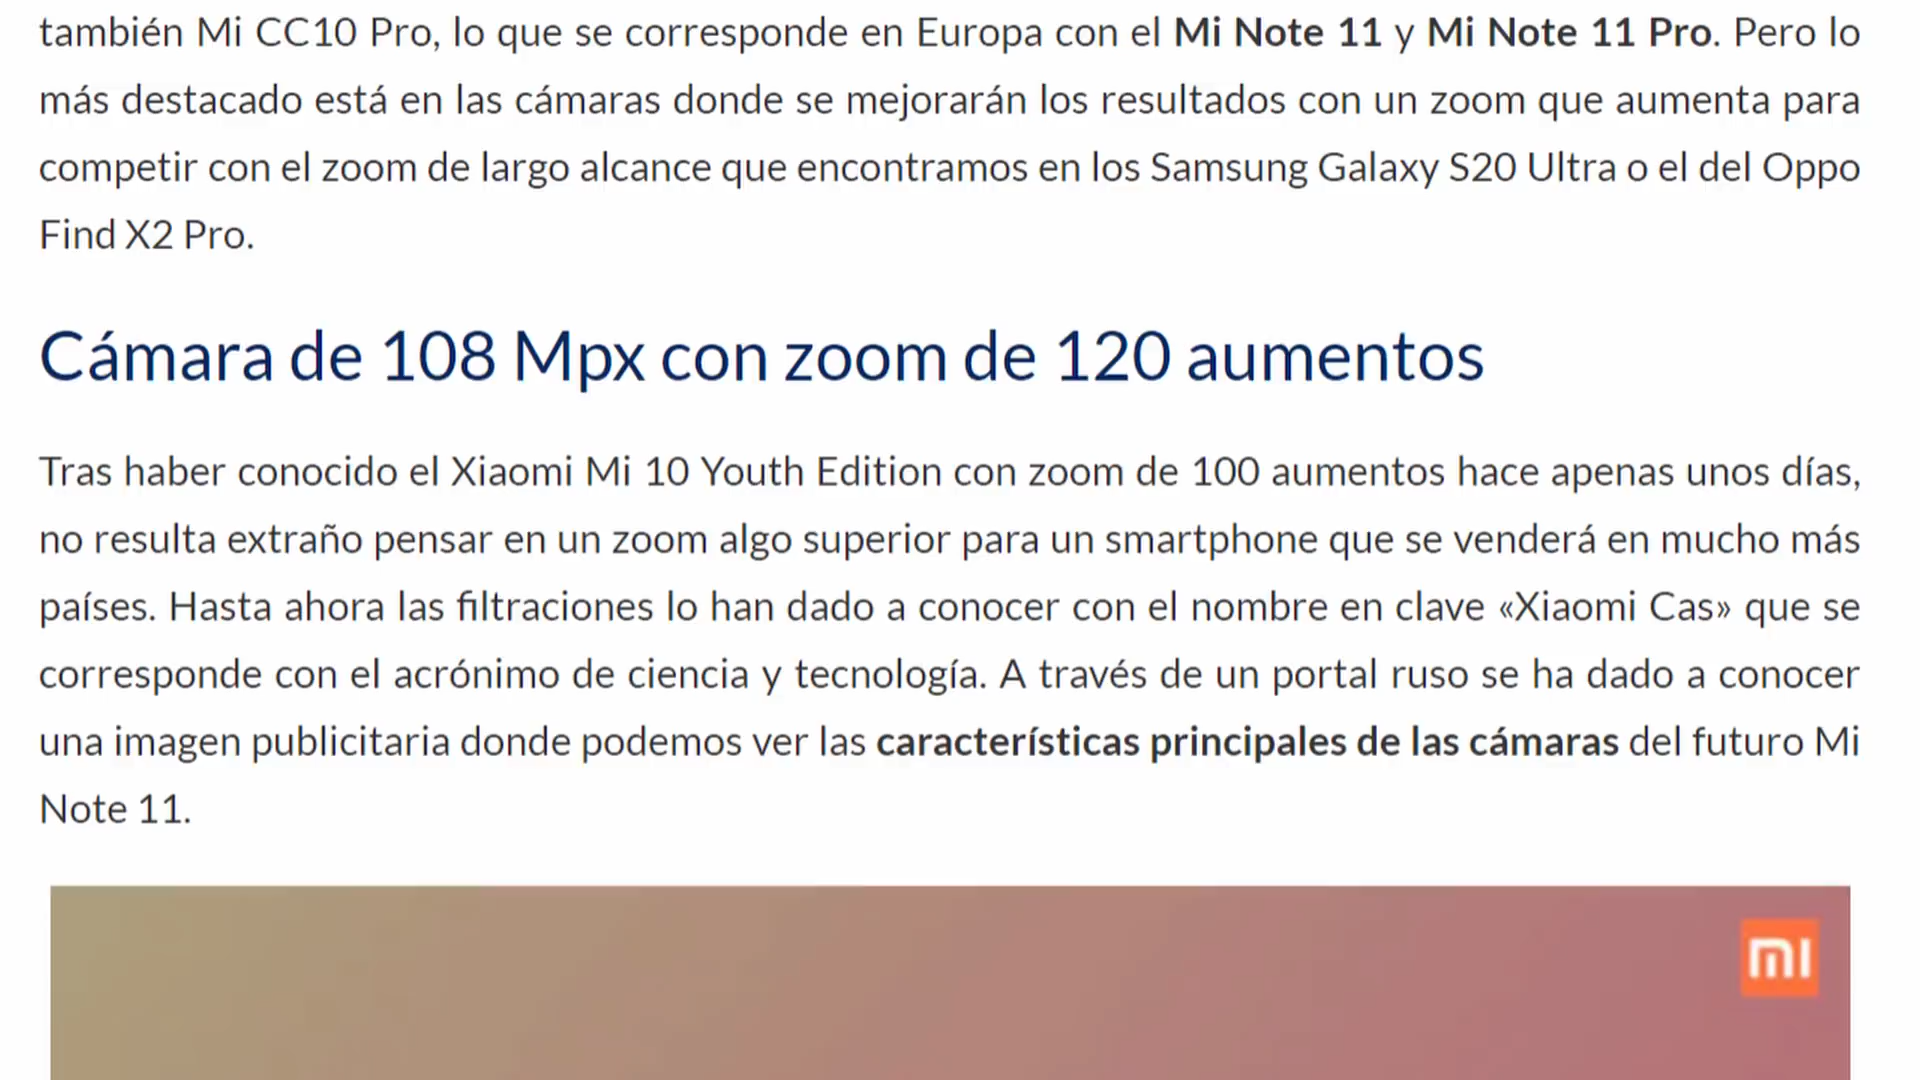 también Mi CC10 Pro, lo que se corresponde en Europa con el Mi Note 11 y Mi Note 11 Pro. Pero lo
más destacado está en las cámaras donde se mejorarán los resultados con un zoom que aumenta para
competir con el zoom de largo alcance que encontramos en los Samsung Galaxy S20 Ultra o el del Oppo
Find X2 Pro.
Cámara de 108 Mpx con zoom de 120 aumentos
Tras haber conocido el Xiaomi Mi 10 Youth Edition con zoom de 100 aumentos hace apenas unos días,
no resulta extraño pensar en un zoom algo superior para un smartphone que se venderá en mucho más
países. Hasta ahora las filtraciones lo han dado a conocer con el nombre en clave «Xiaomi Cas» que se
corresponde con el acrónimo de ciencia y tecnología. A través de un portal ruso se ha dado a conocer
una imagen publicitaria donde podemos ver las características principales de las cámaras del futuro Mi
Note 11.
mi